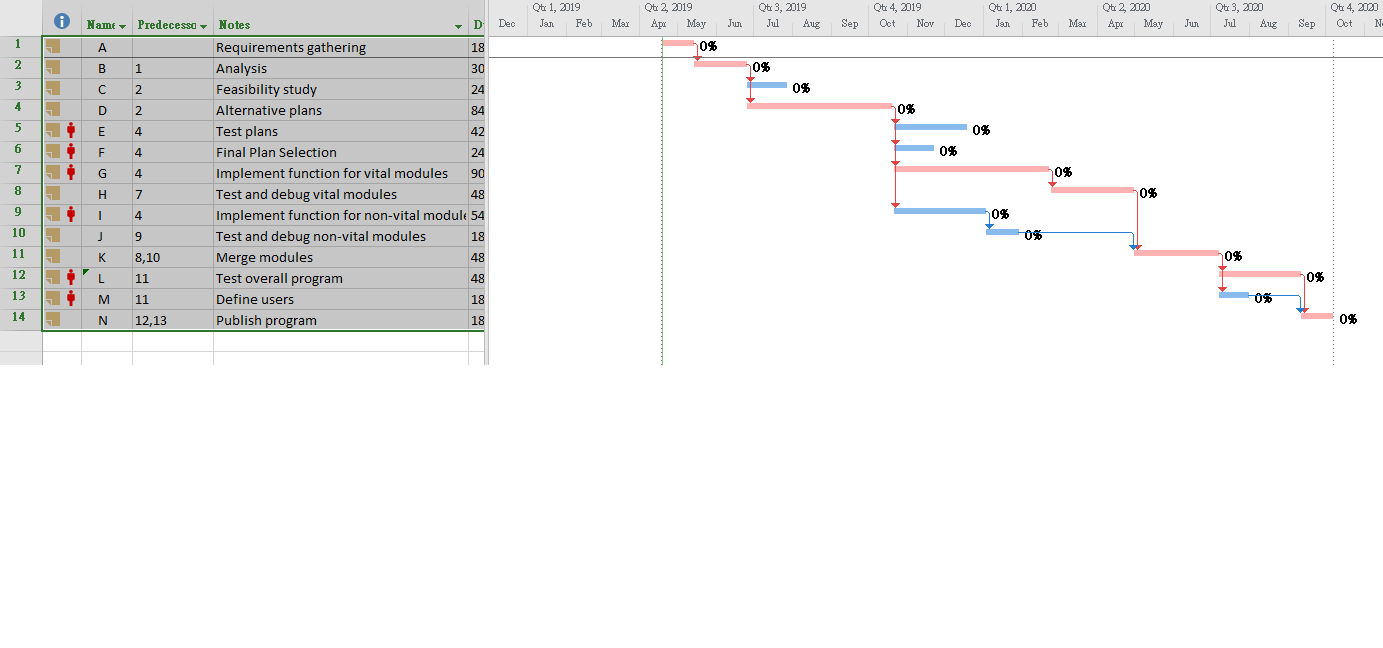 Qtr 1, 2019 Qtr 2, 2019 Qtr 3, 2019 Qtr 4, 2019 Qtr 1, 2020 Qtr 2, 2020 Qtr 3, 2020 Qtr 4, 2020
Name Predecesso Notes D
Dec Jan Feb Mar Apr May Jun Jul Aug Sep Oct Nov Dec Jan Feb Mar Apr May Jun Jul Aug Sep Oct
1 A Requirements gathering 18 0%
2 B 1 Analysis 30 0%
3 C 2 Feasibility study 24 0%
4 D 2 Alternative plans 84 0%
5 E 4 Test plans 42 0%
6 F 4 Final Plan Selection 24 0%
7 G 4 Implement function for vital modules 90 0%
8 H 7 Test and debug vital modules 48 0%
9 I 4 Implement function for non-vital module 54 0%
10 J 9 Test and debug non-vital modules 18 0%
11 K 8,10 Merge modules 48 0%
12 L 11 Test overall program 48 0%
13 M 11 Define users 18 0%
14 N 12,13 Publish program 18 0%